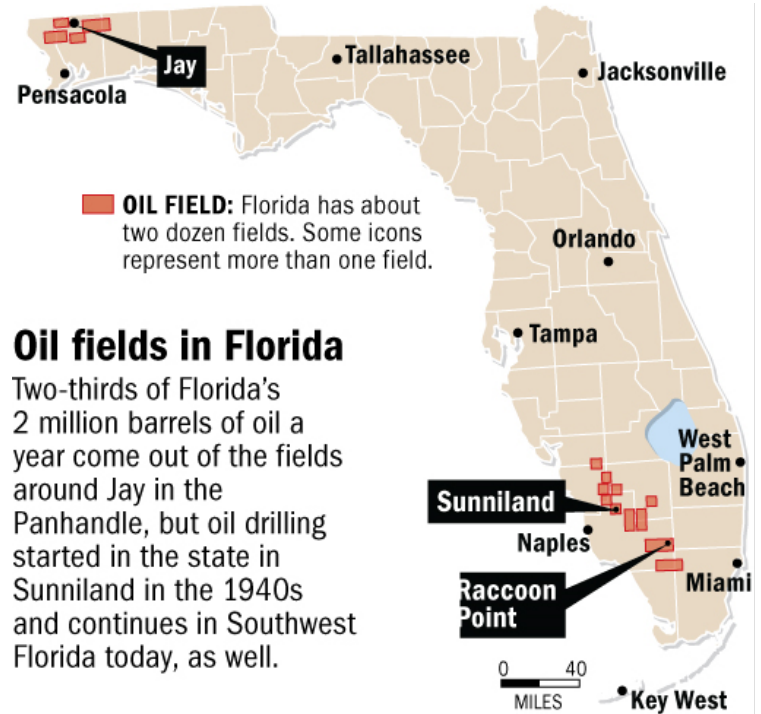 Jay
Tallahassee
Jacksonville
Pensacola
OIL FIELD: Florida has about
two dozen fields. Some icons
represent more than one field.
Orlando
Oil fields in Florida
Tampa
Two-thirds of Florida's
2 million barrels of oil a
year come out of the fields
around Jay in the
Panhandle, but oil drilling
started in the state in
Sunniland in the 1940s
and continues in Southwest
Florida today, as well.
West
Palm
Beach
Sunniland
Naples
Raccoon
Point
Miami
0 40
MILES
Key West